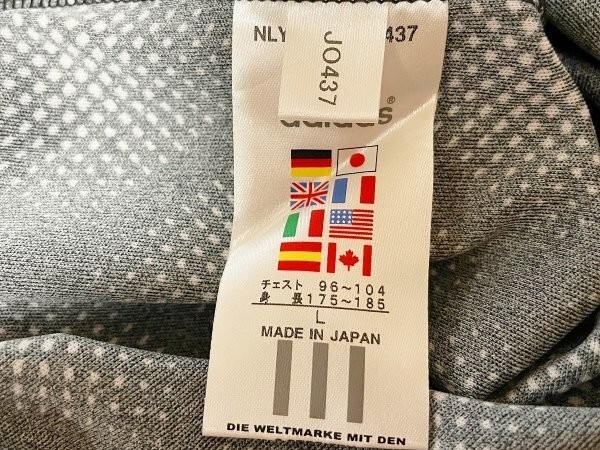 NLY 437
JO437
adidas®
チェスト 96～104
身 長 175～185
L
MADE IN JAPAN
DIE WELTMARKE MIT DEN